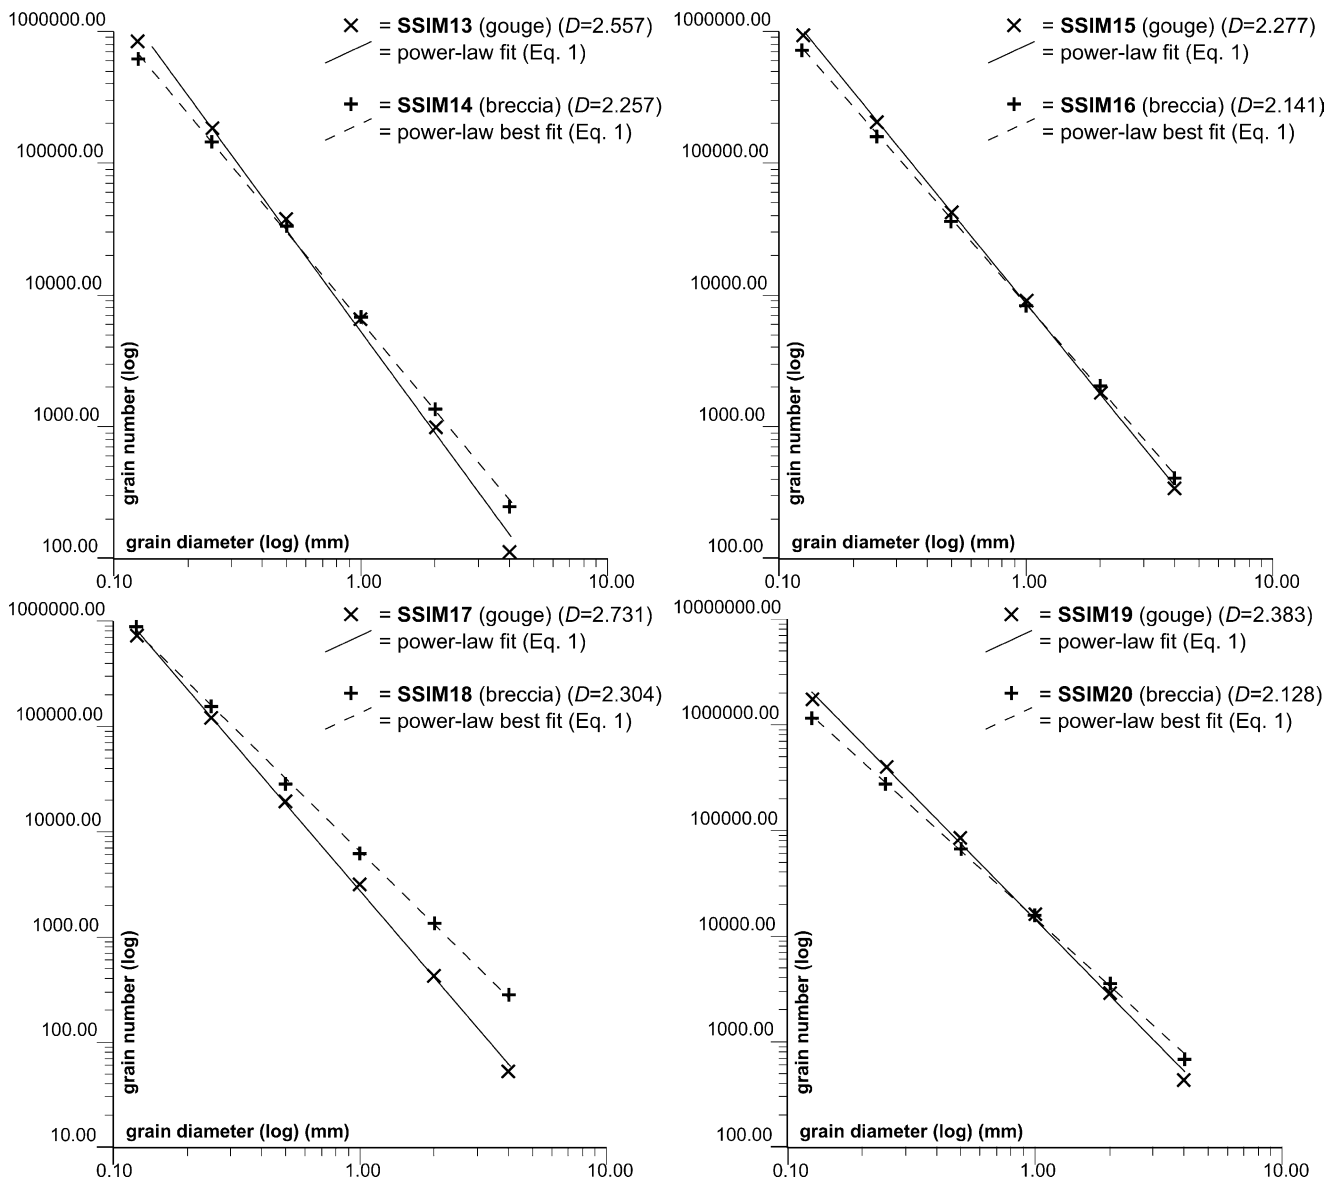 1000000.00
100000.00
10000.00
1000.00
100.00
grain number (log)
grain diameter (log) (mm)
0.10
1.00
10.00
= SSIM13 (gouge) (D=2.557)
= power-law fit (Eq. 1)
= SSIM14 (breccia) (D=2.257)
= power-law best fit (Eq. 1)
1000000.00
100000.00
10000.00
1000.00
100.00
grain number (log)
grain diameter (log) (mm)
0.10
1.00
10.00
= SSIM15 (gouge) (D=2.277)
= power-law fit (Eq. 1)
= SSIM16 (breccia) (D=2.141)
= power-law best fit (Eq. 1)
1000000.00
100000.00
10000.00
1000.00
100.00
10.00
grain number (log)
grain diameter (log) (mm)
0.10
1.00
10.00
= SSIM17 (gouge) (D=2.731)
= power-law fit (Eq. 1)
= SSIM18 (breccia) (D=2.304)
= power-law best fit (Eq. 1)
10000000.00
1000000.00
100000.00
10000.00
1000.00
100.00
grain number (log)
grain diameter (log) (mm)
0.10
1.00
10.00
= SSIM19 (gouge) (D=2.383)
= power-law fit (Eq. 1)
= SSIM20 (breccia) (D=2.128)
= power-law best fit (Eq. 1)